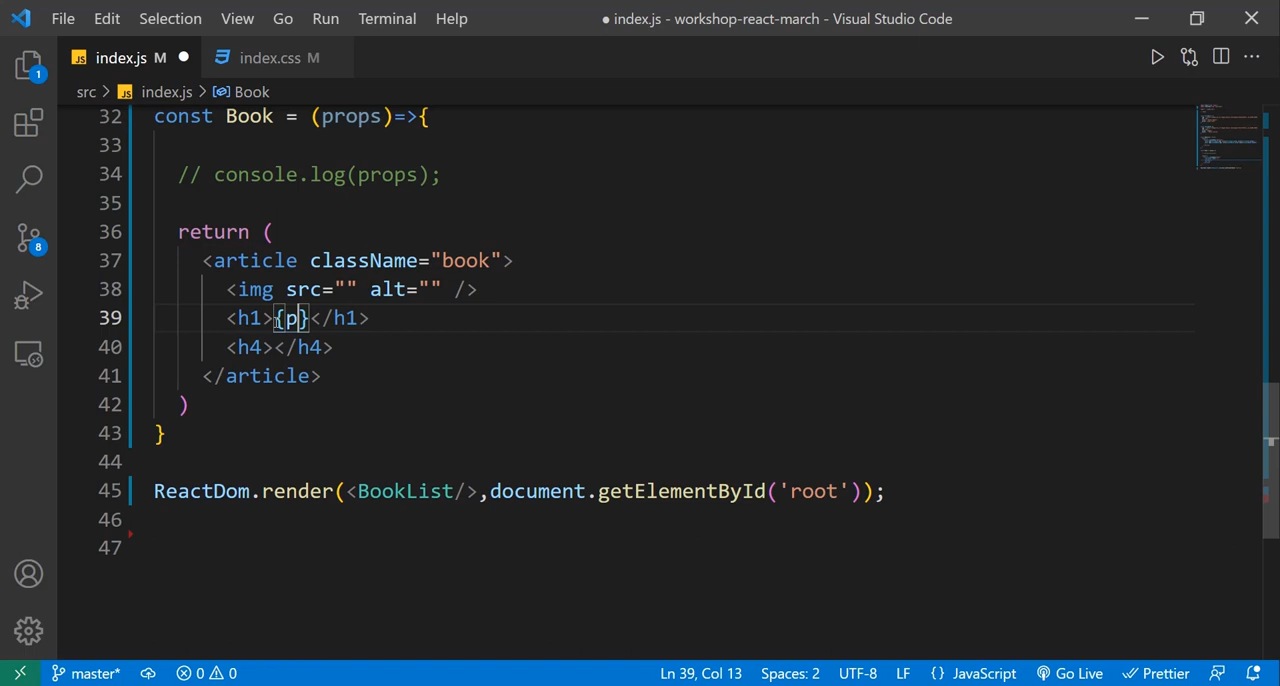 File Edit Selection View Go Run Terminal Help ● index.js - workshop-react-march - Visual Studio Code
JS index.js M ● index.css M
src > JS index.js > Book
32 const Book = (props)=>{
33
34 // console.log(props);
35
36 return (
37 <article className="book">
38 <img src="" alt="" />
39 <h1>{p}</h1>
40 <h4></h4>
41 </article>
42 )
43 }
44
45 ReactDom.render(<BookList/>,document.getElementById('root'));
46
47
1
8
master* 0 0 Ln 39, Col 13 Spaces: 2 UTF-8 LF {} JavaScript Go Live Prettier